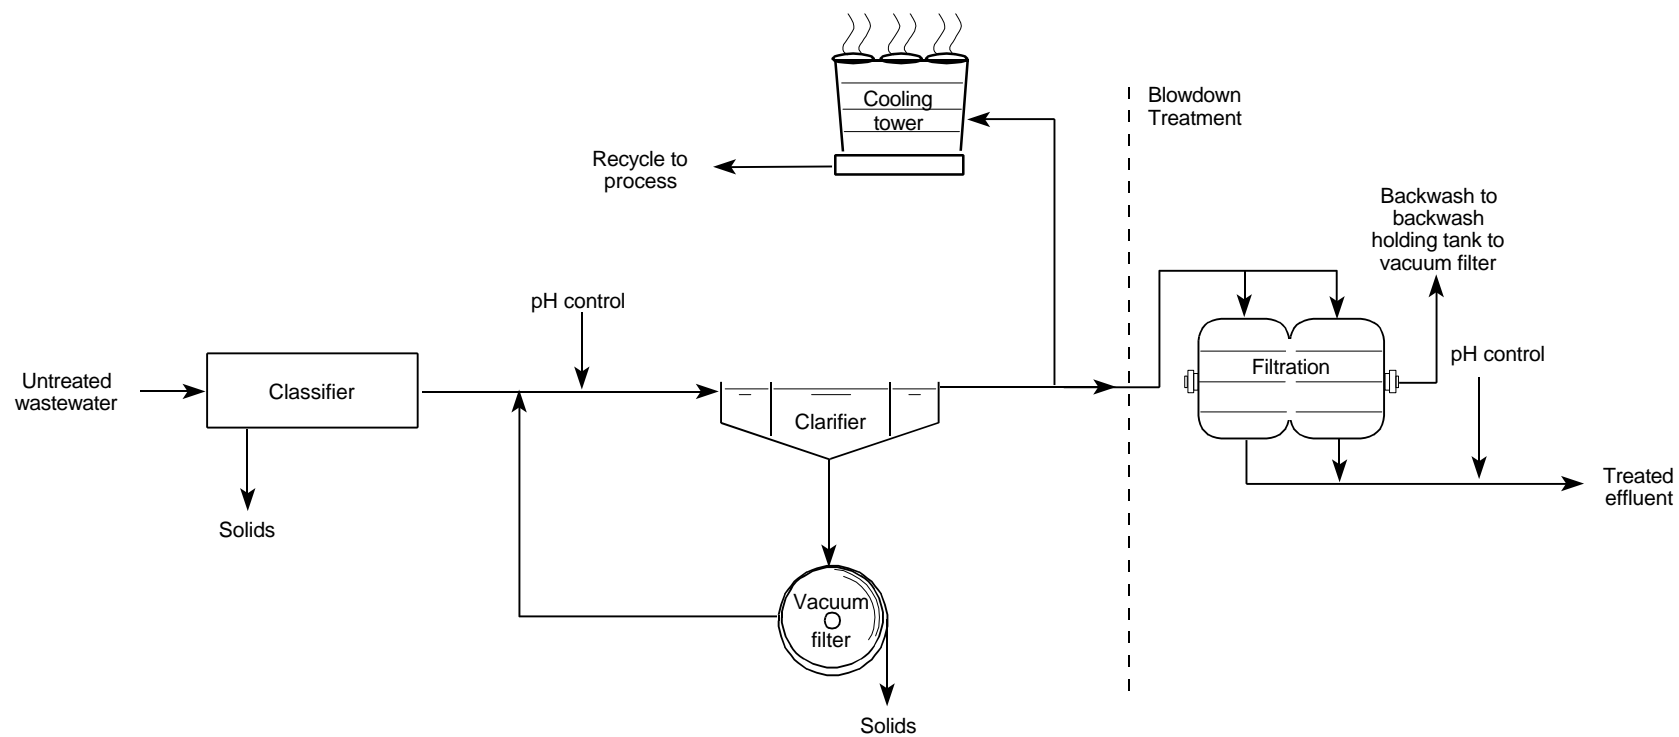 Cooling
tower
Blowdown
Treatment
Recycle to
process
Backwash to
backwash
holding tank to
vacuum filter
pH control
pH control
Untreated
wastewater
Classifier
Filtration
Clarifier
Treated
effluent
Solids
Vacuum
filter
Solids